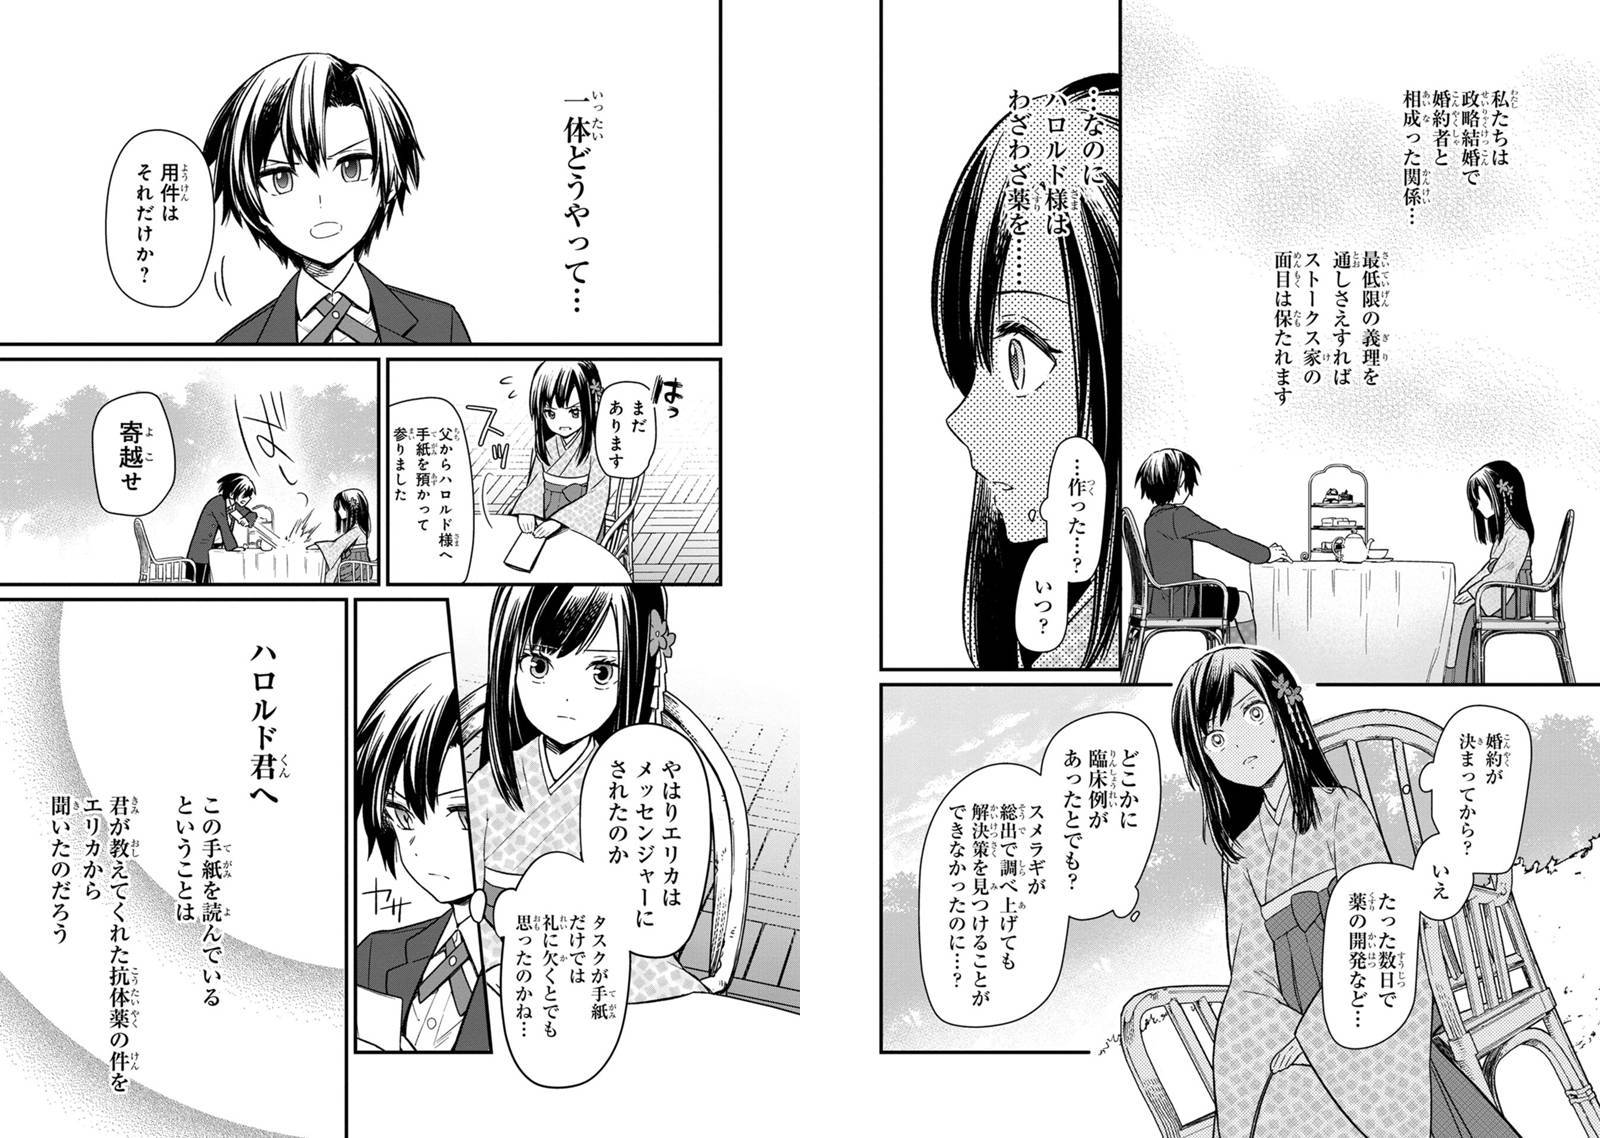 私たちは
政略結婚で
婚約者と
相成った関係…
最低限の義理を
通しさえすれば
ストークス家の
面目は保たれます
…なのに
ハロルド様は
わざわざ薬を……
…作った…?
いつ?
婚約が
決まってから?
いえ
たった数日で
薬の開発など…
どこかに
臨床例が
あったとでも?
スメラギが
総出で調べ上げても
解決策を見つけることが
できなかったのに…?
一体どうやって…
用件は
それだけか?
はっ
まだ
あります
父からハロルド様へ
手紙を預かって
参りました
スッ
寄越せ
やはりエリカは
メッセンジャーに
されたのか
タスクが手紙
だけでは
礼に欠くとでも
思ったのかね…
ハロルド君へ
この手紙を読んでいる
ということは
君が教えてくれた抗体薬の件を
エリカから
聞いたのだろう